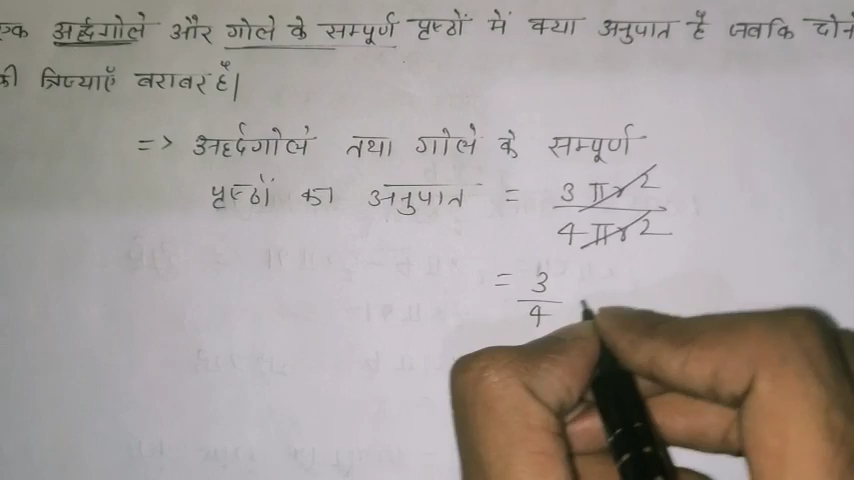 एक अर्द्धगोले और गोले के सम्पूर्ण पृष्ठों में क्या अनुपात है जबकि दोनों
की त्रिज्याएँ बराबर हैं।
=> अर्द्धगोले तथा गोले के सम्पूर्ण
पृष्ठों का अनुपात = 3πr2 / 4πr2
= 3 / 4